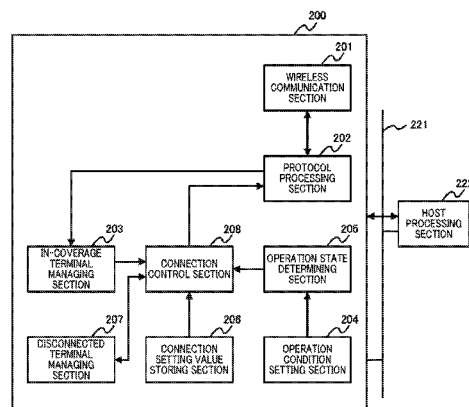 200
201
WIRELESS
COMMUNICATION
SECTION
221
202
PROTOCOL
PROCESSING
SECTION
222
HOST
PROCESSING
SECTION
203
IN-COVERAGE
TERMINAL
MANAGING
SECTION
208
CONNECTION
CONTROL SECTION
205
OPERATION STATE
DETERMINING
SECTION
207
DISCONNECTED
TERMINAL
MANAGING
SECTION
206
CONNECTION
SETTING VALUE
STORING SECTION
204
OPERATION
CONDITION
SETTING SECTION